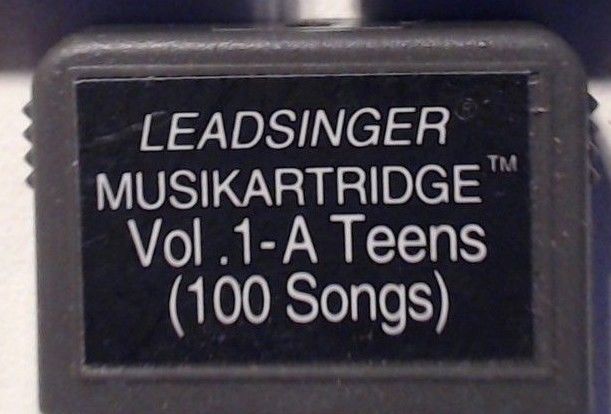 LEADSINGER®
MUSIKARTRIDGE™
Vol .1-A Teens
(100 Songs)